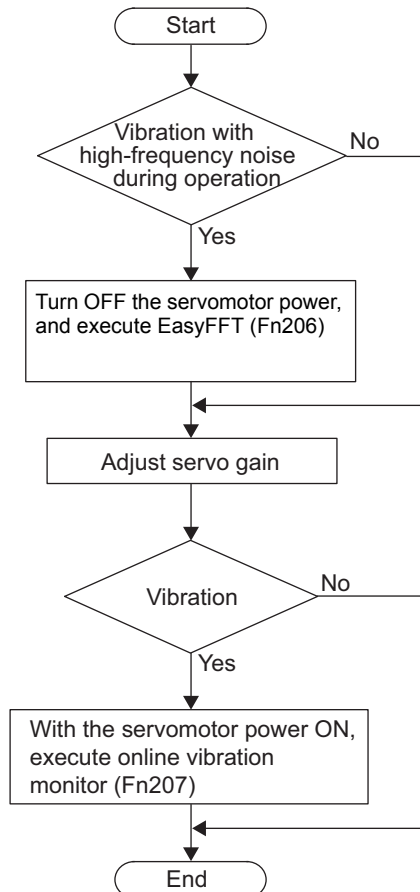 Start
Vibration with
high-frequency noise
during operation
No
Yes
Turn OFF the servomotor power,
and execute EasyFFT (Fn206)
Adjust servo gain
Vibration
No
Yes
With the servomotor power ON,
execute online vibration
monitor (Fn207)
End